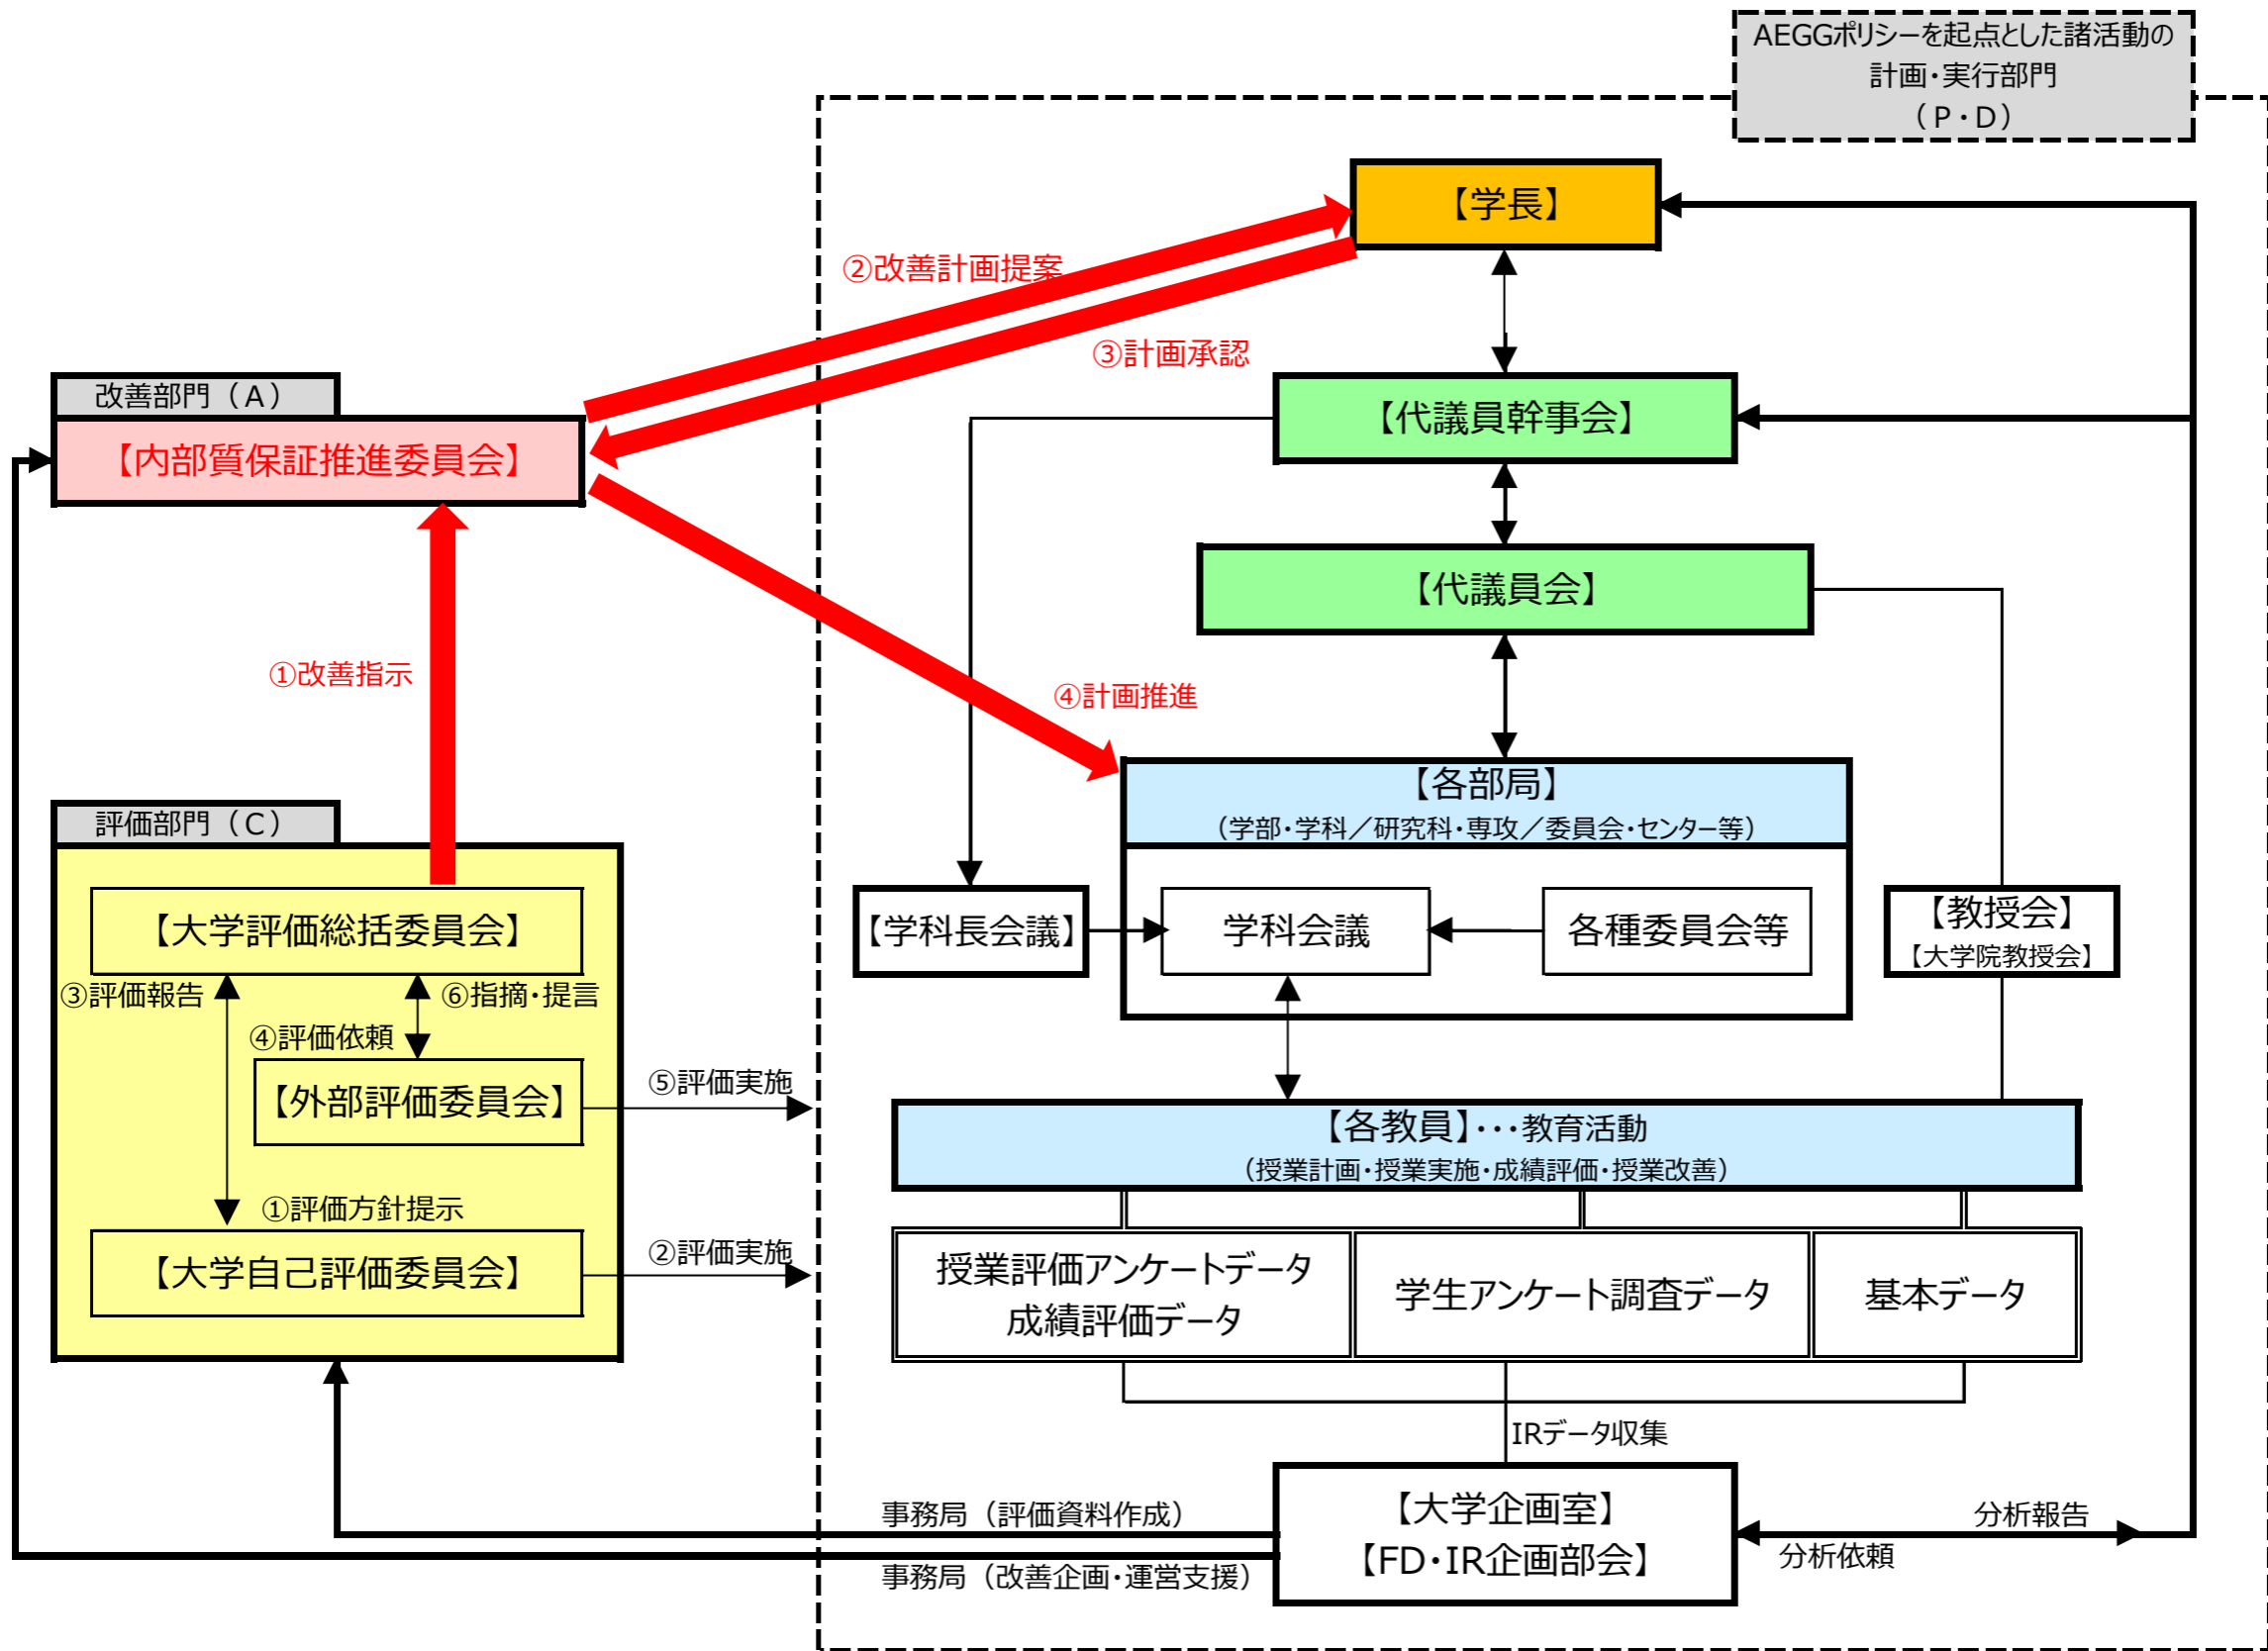 AEGGポリシーを起点とした諸活動の
計画・実行部門
（P・D）
【学長】
②改善計画提案
③計画承認
改善部門（A）
【内部質保証推進委員会】
【代議員幹事会】
【代議員会】
①改善指示
④計画推進
【各部局】
（学部・学科／研究科・専攻／委員会・センター等）
評価部門（C）
【大学評価総括委員会】
【学科長会議】
学科会議
各種委員会等
【教授会】
【大学院教授会】
③評価報告
⑥指摘・提言
④評価依頼
【外部評価委員会】
⑤評価実施
【各教員】・・・教育活動
（授業計画・授業実施・成績評価・授業改善）
①評価方針提示
【大学自己評価委員会】
②評価実施
授業評価アンケートデータ
成績評価データ
学生アンケート調査データ
基本データ
IRデータ収集
事務局（評価資料作成）
事務局（改善企画・運営支援）
【大学企画室】
【FD・IR企画部会】
分析報告
分析依頼